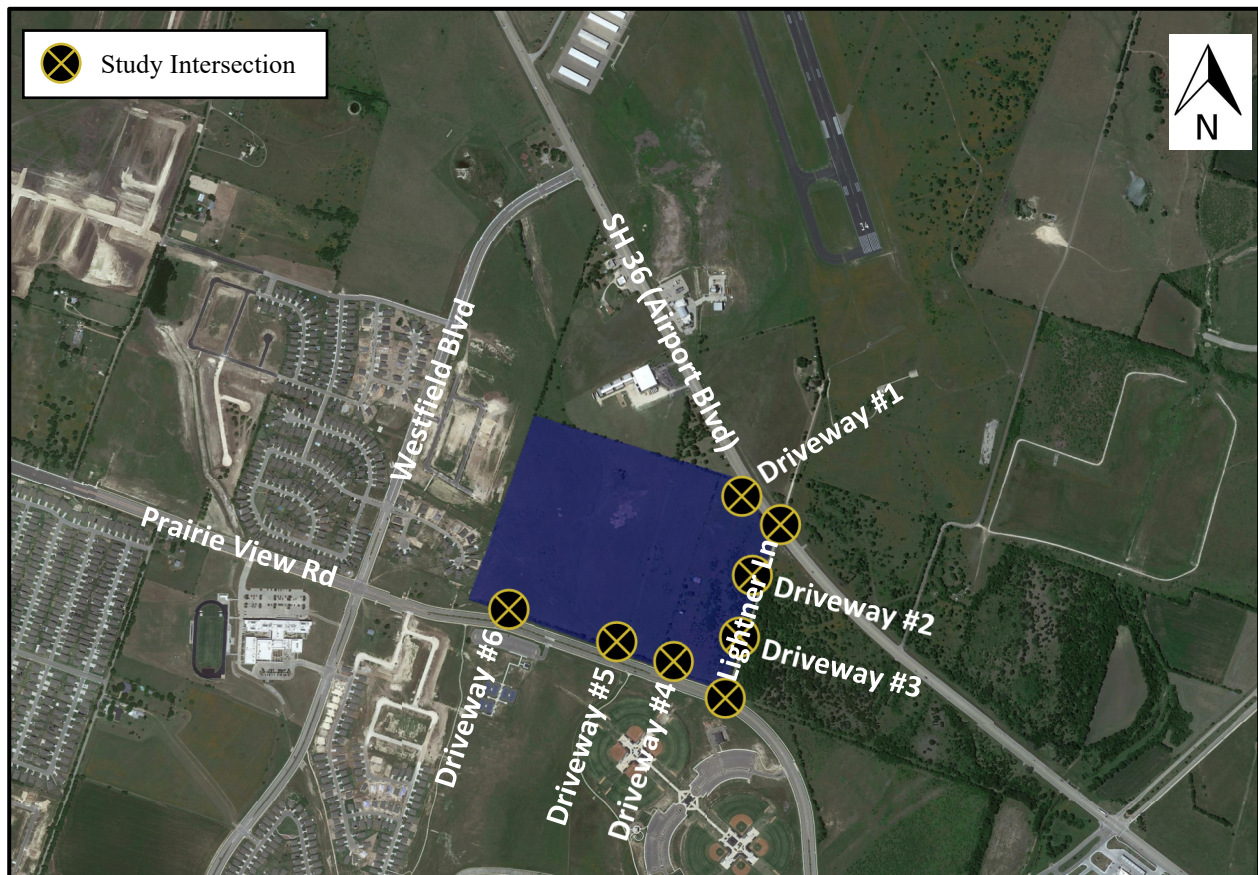 Study Intersection
N
34
SH 36 (Airport Blvd)
Westfield Blvd
Driveway #1
Prairie View Rd
Lightner Ln
Driveway #2
Driveway #3
Driveway #6
Driveway #5
Driveway #4